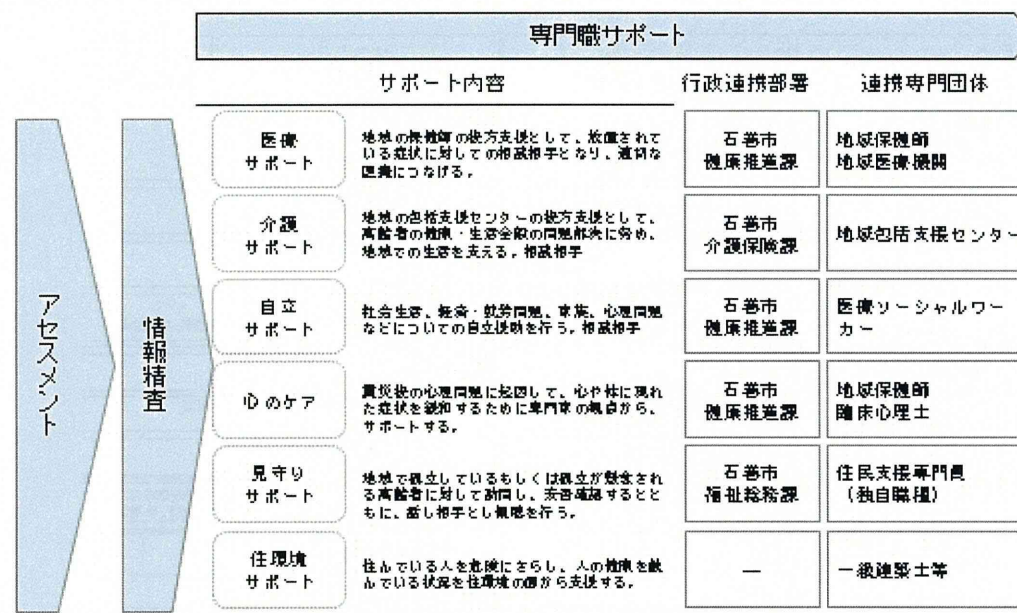 専門職サポート
サポート内容
行政連携部署
連携専門団体
アセスメント
情報精査
医療
サポート
地域の保健師の後方支援として、放置されて
いる症状に対しての相談相手となり、適切な
医療につなげる。
石巻市
健康推進課
地域保健師
地域医療機関
介護
サポート
地域の包括支援センターの後方支援として、
高齢者の健康・生活全般の問題解決に努め、
地域での生活を支える。相談相手
石巻市
介護保険課
地域包括支援センター
自立
サポート
社会生活、経済・就労問題、家族、心理問題
などについての自立援助を行う。相談相手
石巻市
健康推進課
医療ソーシャルワー
カー
心のケア
震災後の心理問題に起因して、心や体に現れ
た症状を緩和するために専門家の観点から、
サポートする。
石巻市
健康推進課
地域保健師
臨床心理士
見守り
サポート
地域で孤立しているもしくは孤立が懸念され
る高齢者に対して訪問し、安否確認するとと
もに、話し相手とし傾聴を行う。
石巻市
福祉総務課
住民支援専門員
（独自職種）
住環境
サポート
住んでいる人を危険にさらし、人の健康を蝕
んでいる状況を住環境の面から支援する。
―
一級建築士等